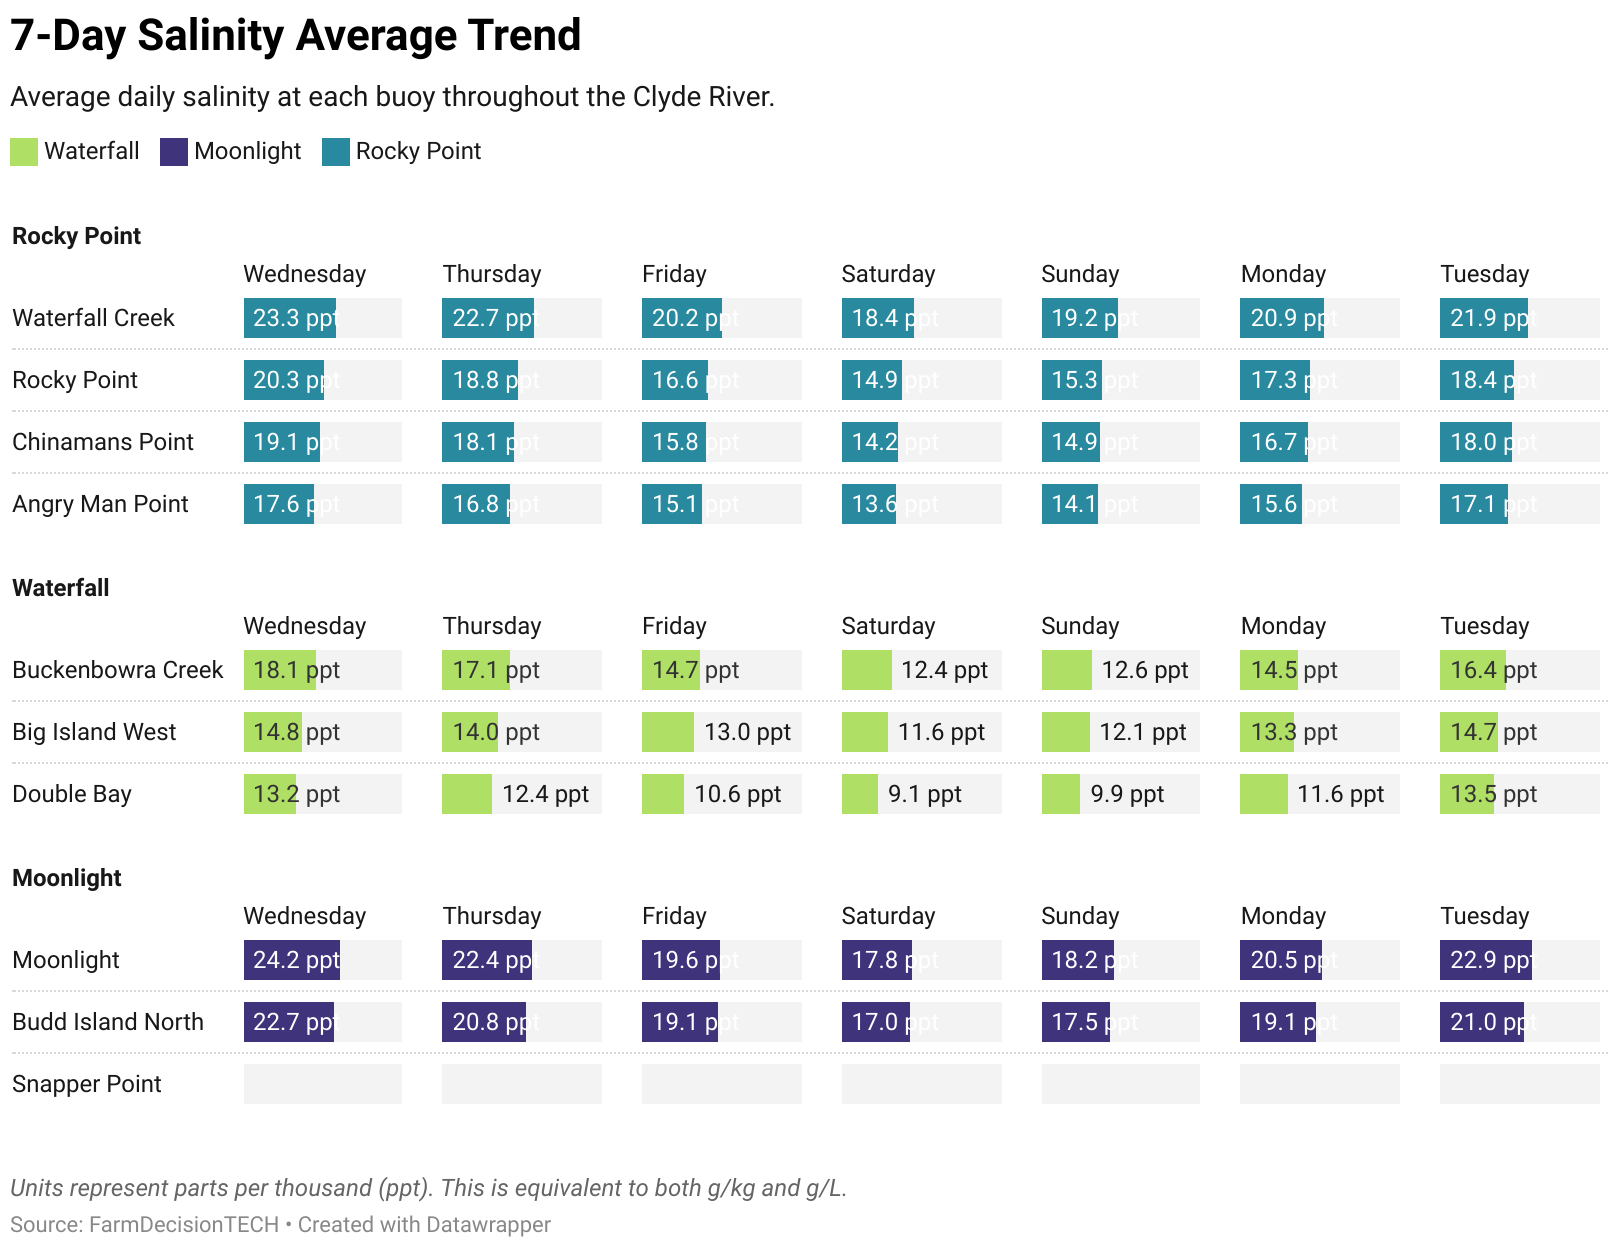 7-Day Salinity Average Trend
Average daily salinity at each buoy throughout the Clyde River.
Waterfall Moonlight Rocky Point
Rocky Point
Wednesday Thursday Friday Saturday Sunday Monday Tuesday
Waterfall Creek 23.3 ppt 22.7 ppt 20.2 ppt 18.4 ppt 19.2 ppt 20.9 ppt 21.9 ppt
Rocky Point 20.3 ppt 18.8 ppt 16.6 ppt 14.9 ppt 15.3 ppt 17.3 ppt 18.4 ppt
Chinamans Point 19.1 ppt 18.1 ppt 15.8 ppt 14.2 ppt 14.9 ppt 16.7 ppt 18.0 ppt
Angry Man Point 17.6 ppt 16.8 ppt 15.1 ppt 13.6 ppt 14.1 ppt 15.6 ppt 17.1 ppt
Waterfall
Wednesday Thursday Friday Saturday Sunday Monday Tuesday
Buckenbowra Creek 18.1 ppt 17.1 ppt 14.7 ppt 12.4 ppt 12.6 ppt 14.5 ppt 16.4 ppt
Big Island West 14.8 ppt 14.0 ppt 13.0 ppt 11.6 ppt 12.1 ppt 13.3 ppt 14.7 ppt
Double Bay 13.2 ppt 12.4 ppt 10.6 ppt 9.1 ppt 9.9 ppt 11.6 ppt 13.5 ppt
Moonlight
Wednesday Thursday Friday Saturday Sunday Monday Tuesday
Moonlight 24.2 ppt 22.4 ppt 19.6 ppt 17.8 ppt 18.2 ppt 20.5 ppt 22.9 ppt
Budd Island North 22.7 ppt 20.8 ppt 19.1 ppt 17.0 ppt 17.5 ppt 19.1 ppt 21.0 ppt
Snapper Point
Units represent parts per thousand (ppt). This is equivalent to both g/kg and g/L.
Source: FarmDecisionTECH • Created with Datawrapper